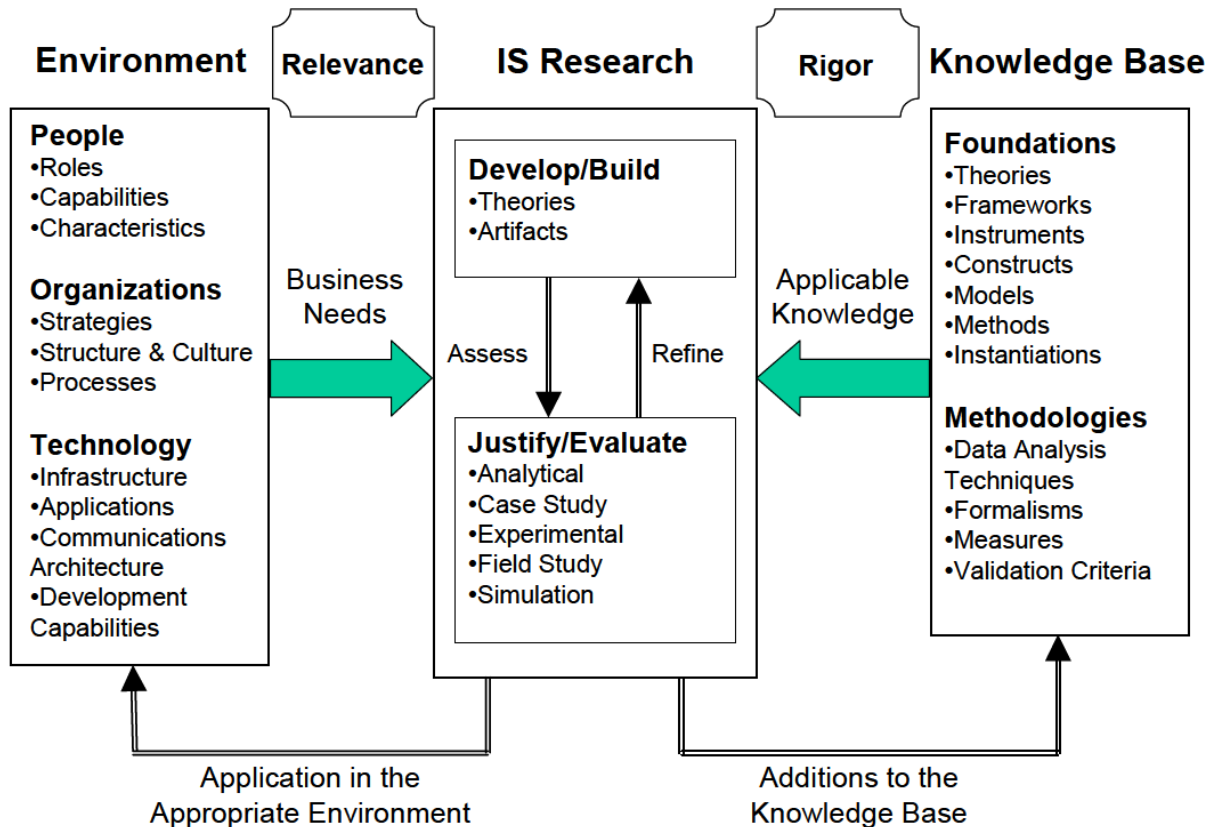 Environment
Relevance
IS Research
Rigor
Knowledge Base
People
•Roles
•Capabilities
•Characteristics
Organizations
•Strategies
•Structure & Culture
•Processes
Technology
•Infrastructure
•Applications
•Communications
Architecture
•Development
Capabilities
Business
Needs
Develop/Build
•Theories
•Artifacts
Assess
Refine
Justify/Evaluate
•Analytical
•Case Study
•Experimental
•Field Study
•Simulation
Applicable
Knowledge
Foundations
•Theories
•Frameworks
•Instruments
•Constructs
•Models
•Methods
•Instantiations
Methodologies
•Data Analysis
Techniques
•Formalisms
•Measures
•Validation Criteria
Application in the
Appropriate Environment
Additions to the
Knowledge Base